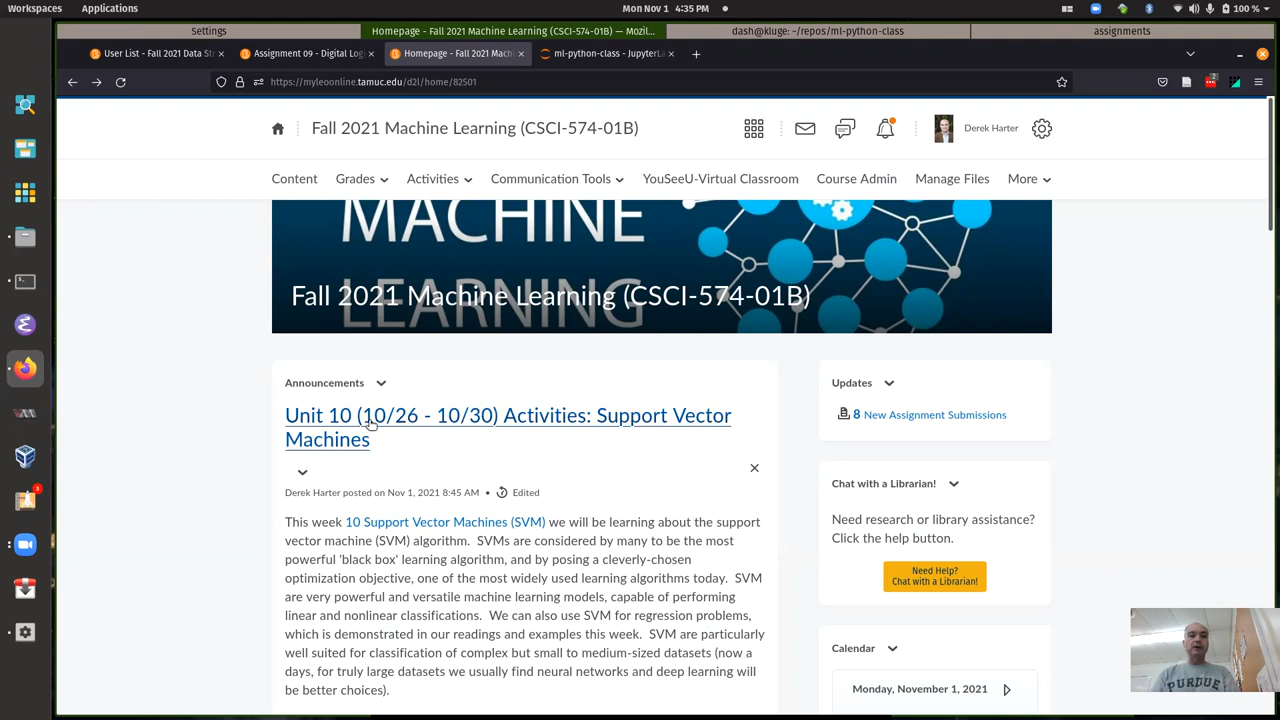 Workspaces Applications Mon Nov 1 4:35 PM 100 %
Settings Homepage - Fall 2021 Machine Learning (CSCI-574-01B) — Mozil… dash@kluge: ~/repos/ml-python-class assignments
User List - Fall 2021 Data St Assignment 09 - Digital Log Homepage - Fall 2021 Mach ml-python-class - JupyterLa
https://myleoonline.tamuc.edu/d2l/home/82501
2
Fall 2021 Machine Learning (CSCI-574-01B) Derek Harter
Content Grades Activities Communication Tools YouSeeU-Virtual Classroom Course Admin Manage Files More
MACHINE
LEARNING
Fall 2021 Machine Learning (CSCI-574-01B)
Announcements
Unit 10 (10/26 - 10/30) Activities: Support Vector
Machines
Derek Harter posted on Nov 1, 2021 8:45 AM • Edited
This week 10 Support Vector Machines (SVM) we will be learning about the support
vector machine (SVM) algorithm. SVMs are considered by many to be the most
powerful 'black box' learning algorithm, and by posing a cleverly-chosen
optimization objective, one of the most widely used learning algorithms today. SVM
are very powerful and versatile machine learning models, capable of performing
linear and nonlinear classifications. We can also use SVM for regression problems,
which is demonstrated in our readings and examples this week. SVM are particularly
well suited for classification of complex but small to medium-sized datasets (now a
days, for truly large datasets we usually find neural networks and deep learning will
be better choices).
Updates
8 New Assignment Submissions
Chat with a Librarian!
Need research or library assistance?
Click the help button.
Need Help?
Chat with a Librarian!
Calendar
Monday, November 1, 2021
3
PURDUE